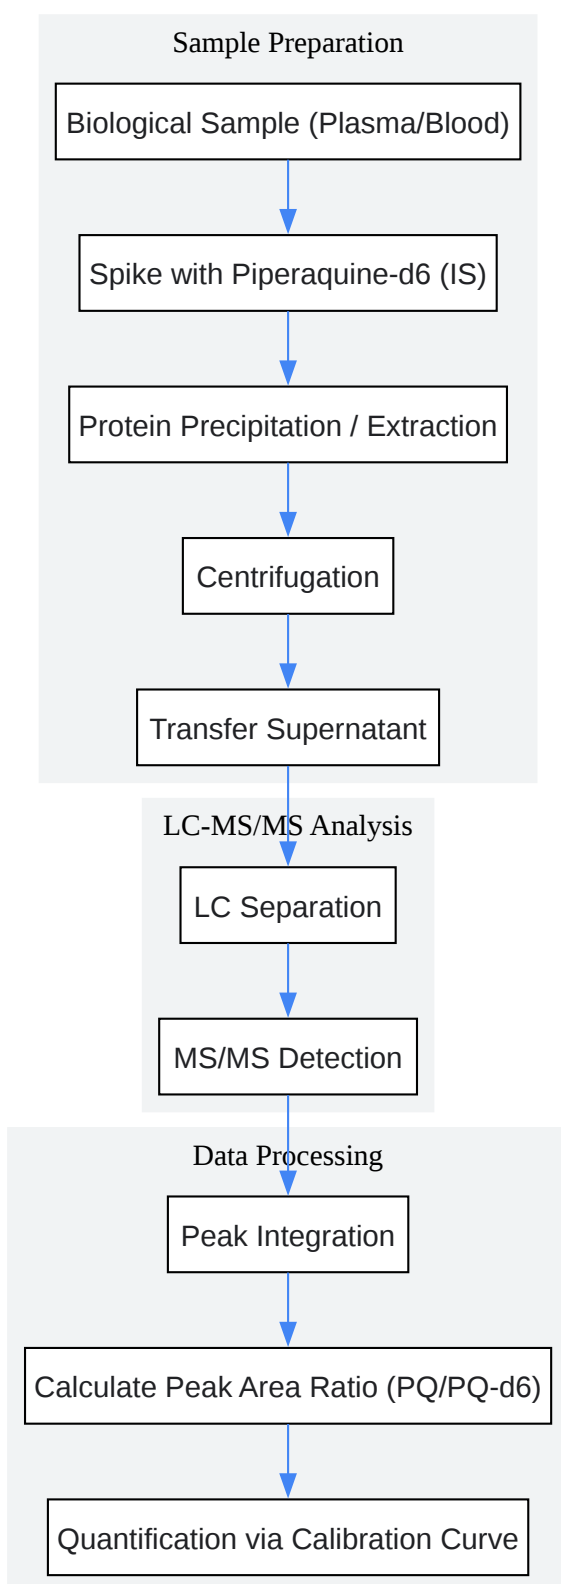 Sample Preparation
Biological Sample (Plasma/Blood)
Spike with Piperaquine-d6 (IS)
Protein Precipitation / Extraction
Centrifugation
Transfer Supernatant
LC-MS/MS Analysis
LC Separation
MS/MS Detection
Data Processing
Peak Integration
Calculate Peak Area Ratio (PQ/PQ-d6)
Quantification via Calibration Curve